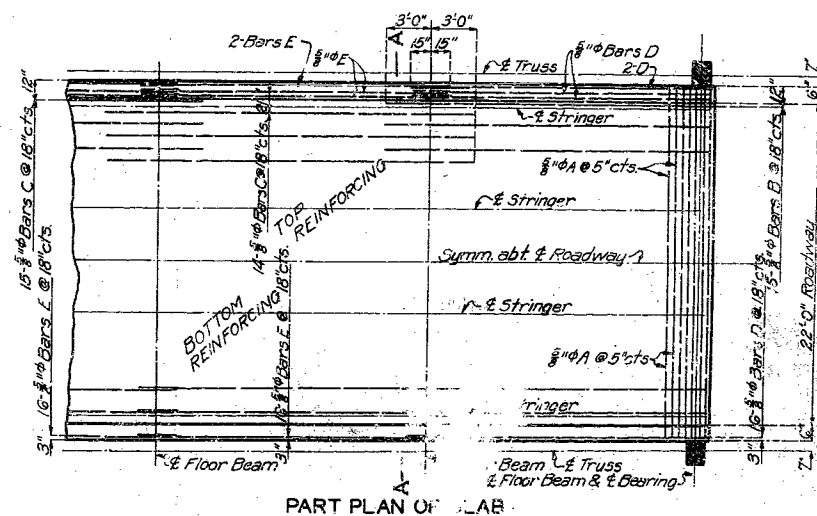 3'-0" 3'-0"
A
15" 15"
2-Bars E
⅝"ϕE
⅝"ϕBars D
2-D
℄ Truss
7"
6"
12"
12"
℄ Stringer
⅝"ϕA @ 5"cts.
15-⅝"ϕ Bars C @ 18"cts.
14-⅝"ϕ Bars C @ 18"cts.
TOP
REINFORCING
℄ Stringer
Symm. abt. ℄ Roadway
15-⅝"ϕ Bars B @ 18"cts.
22'-0" Roadway
℄ Stringer
BOTTOM
REINFORCING
16-⅝"ϕ Bars E @ 18"cts.
16-⅝"ϕ Bars E @ 18"cts.
⅝"ϕA @ 5"cts
16-⅝"ϕ Bars D @ 18"cts.
ringer
6"
3"
3"
3"
7"
℄ Floor Beam
A
Beam
℄ Truss
℄ Floor Beam & ℄ Bearing
PART PLAN OF LAB